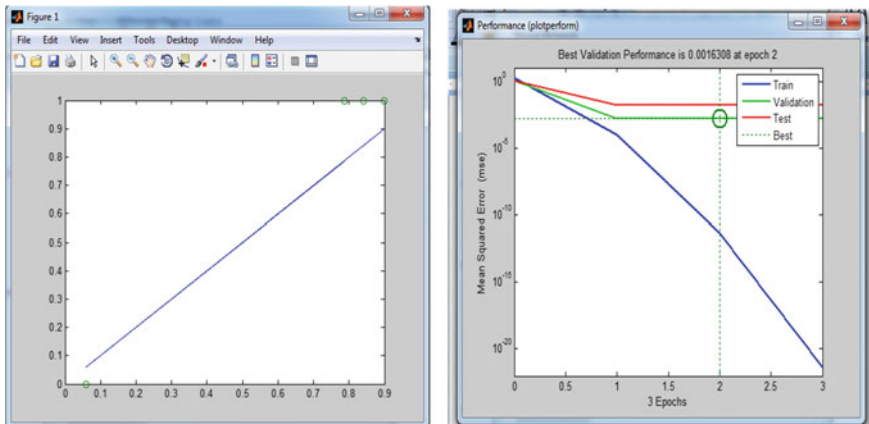 Figure 1
File Edit View Insert Tools Desktop Window Help
1
0.9
0.8
0.7
0.6
0.5
0.4
0.3
0.2
0.1
0
0 0.1 0.2 0.3 0.4 0.5 0.6 0.7 0.8 0.9
Performance (plotperform)
Best Validation Performance is 0.0016308 at epoch 2
Mean Squared Error (mse)
10^0
10^-5
10^-10
10^-15
10^-20
Train
Validation
Test
Best
0 0.5 1 1.5 2 2.5 3
3 Epochs